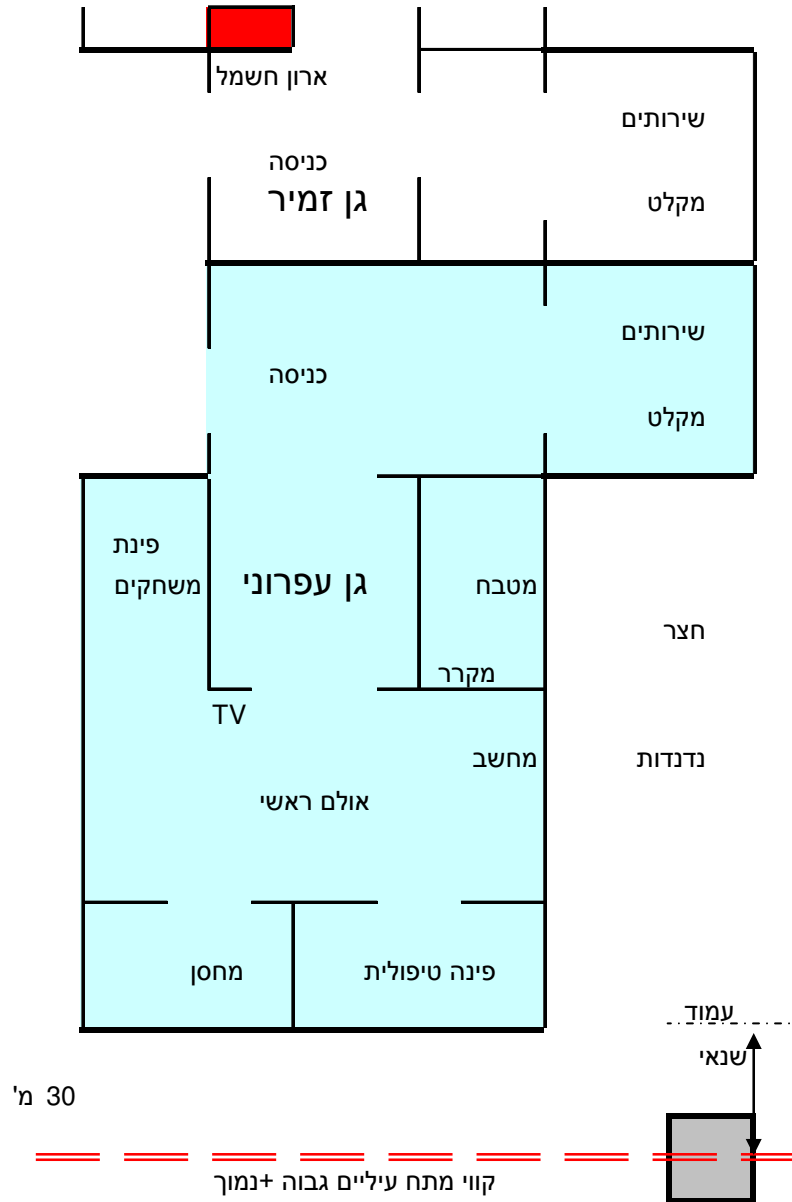 ארון חשמל
שירותים
כניסה
גן זמיר
מקלט
שירותים
כניסה
מקלט
פינת
משחקים
גן עפרוני
מטבח
חצר
מקרר
TV
מחשב
נדנדות
אולם ראשי
מחסן
פינה טיפולית
עמוד
שנאי
30 מ'
קווי מתח עיליים גבוה +נמוך